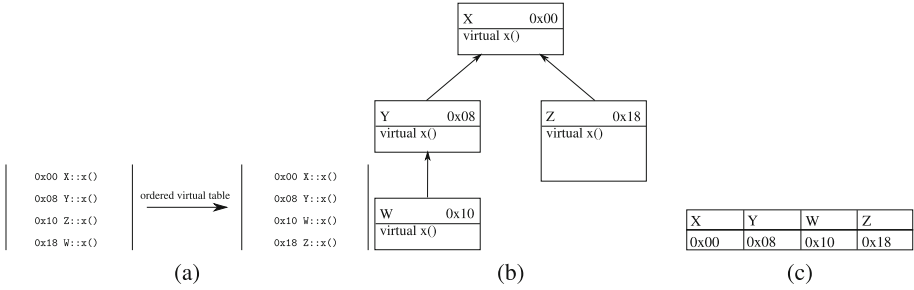 X 0x00
virtual x()
Y 0x08
virtual x()
Z 0x18
virtual x()
W 0x10
virtual x()
0x00 X::x()
0x08 Y::x()
0x10 Z::x()
0x18 W::x()
ordered virtual table
0x00 X::x()
0x08 Y::x()
0x10 W::x()
0x18 Z::x()
X Y W Z
0x00 0x08 0x10 0x18
(a) (b) (c)